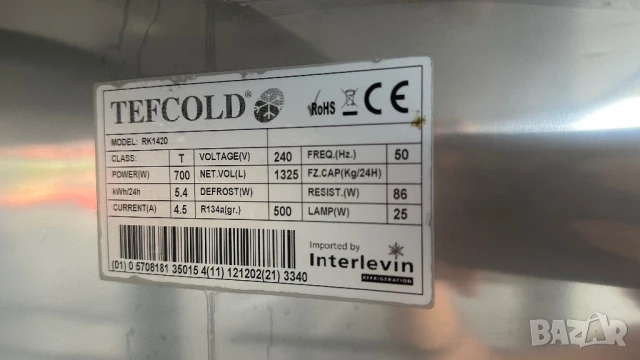 TEFCOLD® RoHS CE
MODEL: RK1420
CLASS: T VOLTAGE(V) 240 FREQ.(Hz.) 50
POWER(W) 700 NET.VOL(L) 1325 FZ.CAP(Kg/24H)
kWh/24h 5.4 DEFROST(W) RESIST.(W) 86
CURRENT(A) 4.5 R134a(gr.) 500 LAMP(W) 25
Imported by
Interlevin
REFRIGERATION
(01) 0 5708181 35015 4(11) 121202(21) 3340
BAZAR.bg